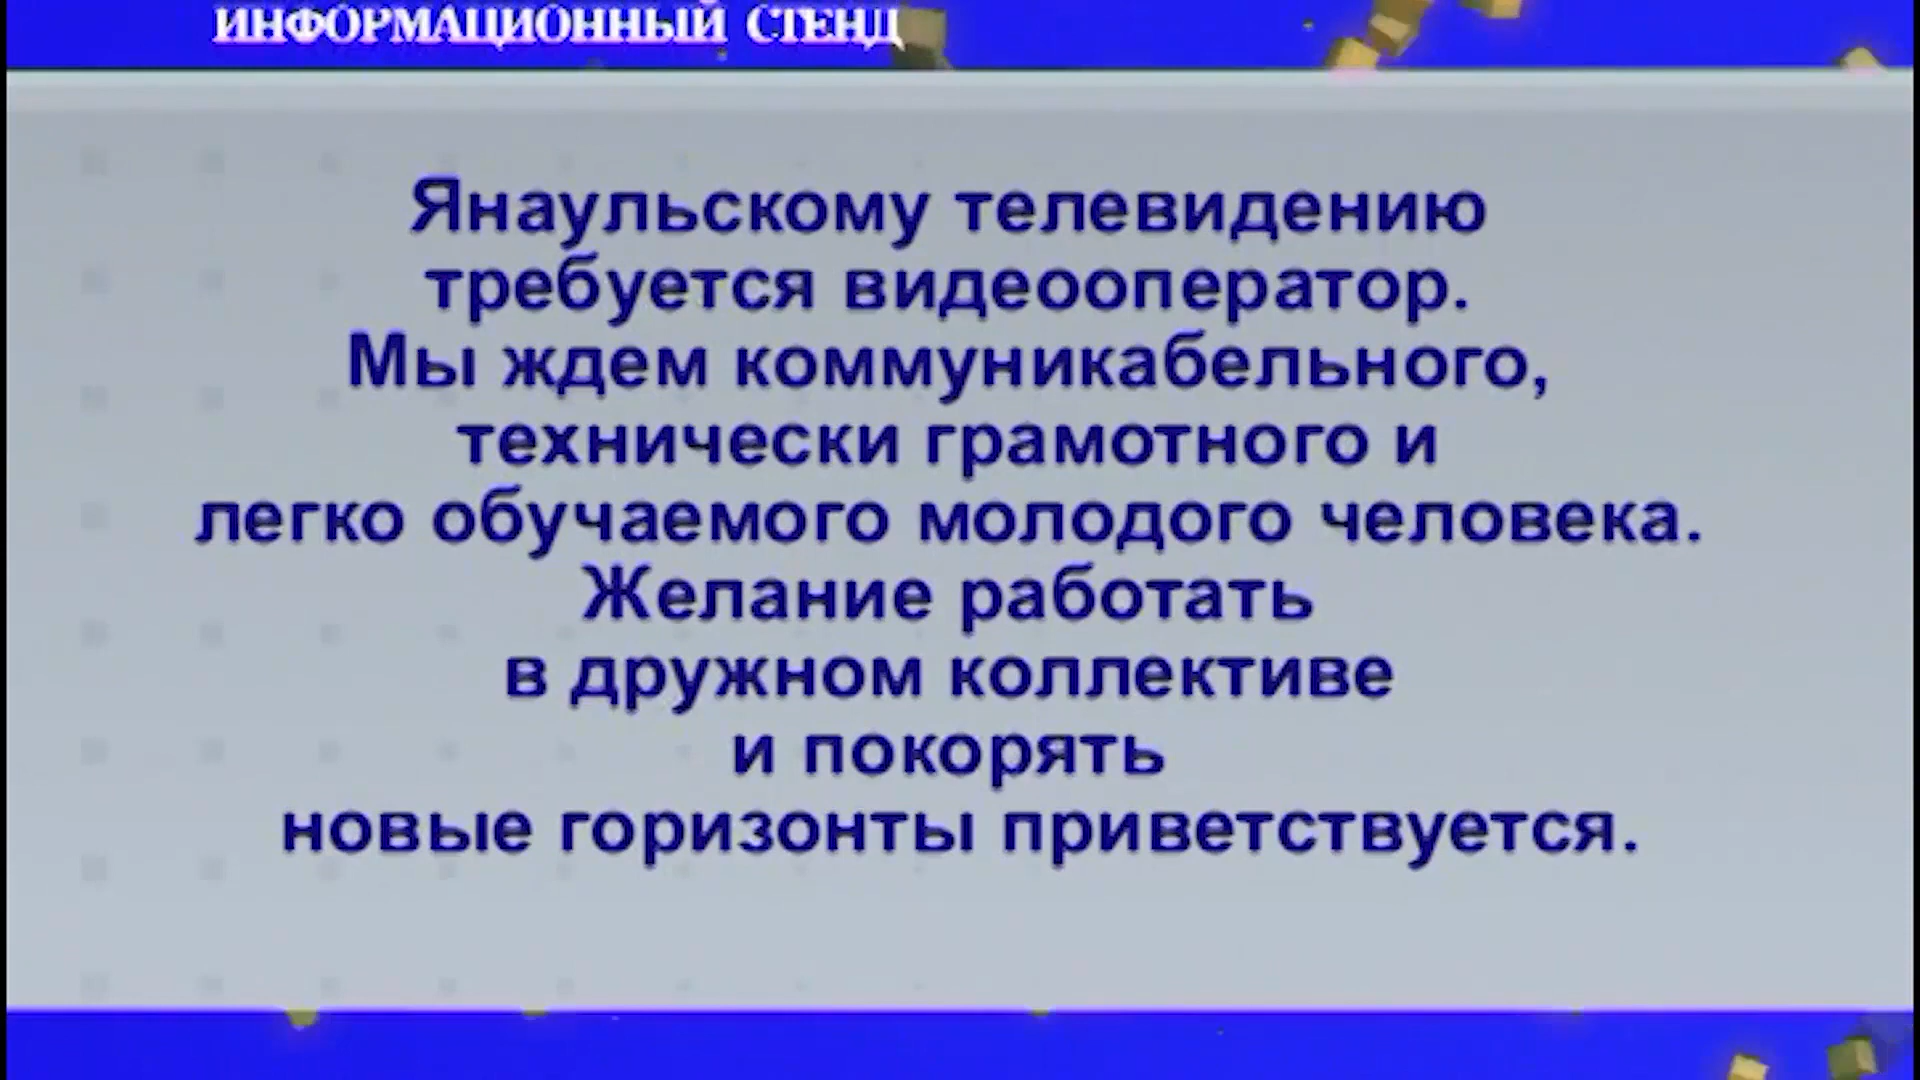 ИНФОРМАЦИОННЫЙ СТЕНД
Янаульскому телевидению
требуется видеооператор.
Мы ждем коммуникабельного,
технически грамотного и
легко обучаемого молодого человека.
Желание работать
в дружном коллективе
и покорять
новые горизонты приветствуется.